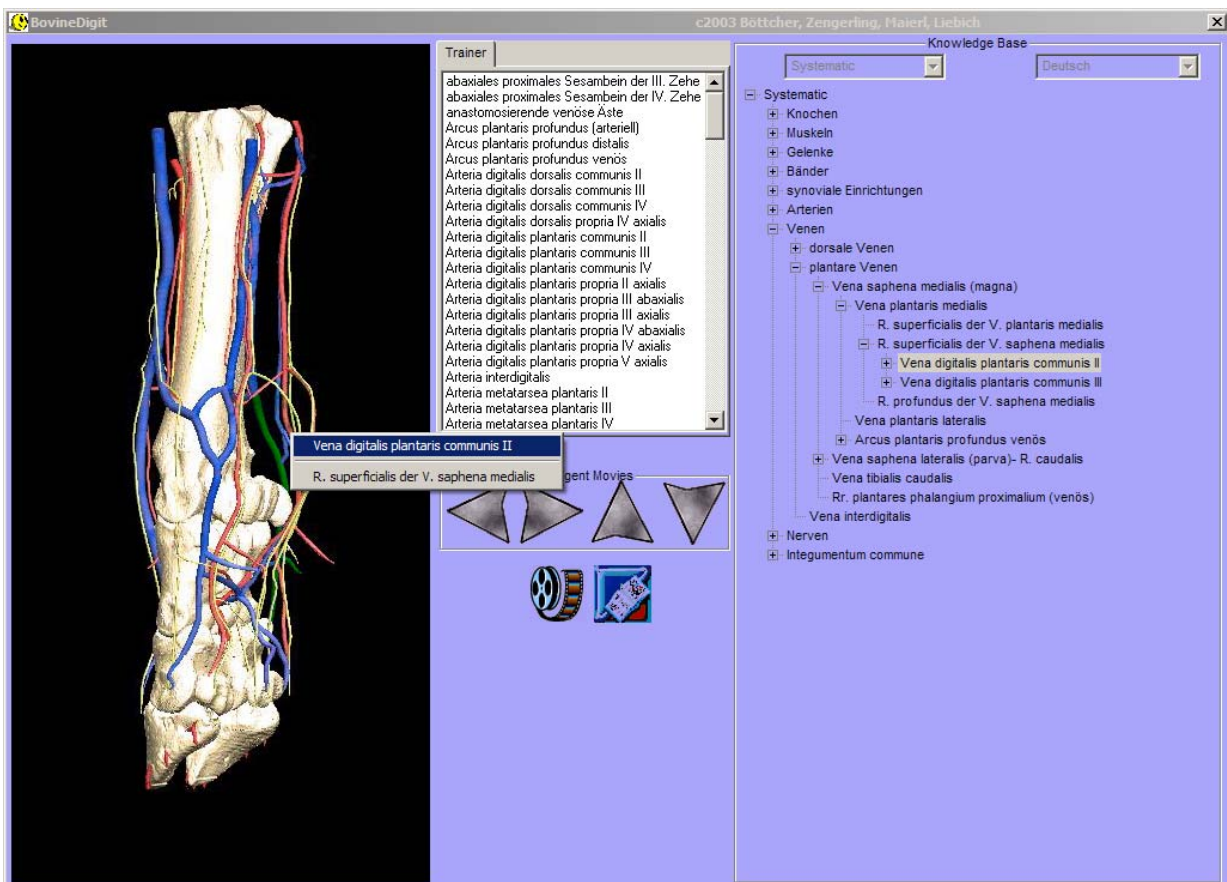 BovineDigit
c2003 Böttcher, Zengerling, Maierl, Liebich
Trainer
abaxiales proximales Sesambein der III. Zehe
abaxiales proximales Sesambein der IV. Zehe
anastomosierende venöse Äste
Arcus plantaris profundus (arteriell)
Arcus plantaris profundus distalis
Arcus plantaris profundus venös
Arteria digitalis dorsalis communis II
Arteria digitalis dorsalis communis III
Arteria digitalis dorsalis communis IV
Arteria digitalis dorsalis propria IV axialis
Arteria digitalis plantaris communis II
Arteria digitalis plantaris communis III
Arteria digitalis plantaris communis IV
Arteria digitalis plantaris propria II axialis
Arteria digitalis plantaris propria III abaxialis
Arteria digitalis plantaris propria III axialis
Arteria digitalis plantaris propria IV abaxialis
Arteria digitalis plantaris propria IV axialis
Arteria digitalis plantaris propria V axialis
Arteria interdigitalis
Arteria metatarsea plantaris II
Arteria metatarsea plantaris III
Arteria metatarsea plantaris IV
Vena digitalis plantaris communis II
R. superficialis der V. saphena medialis
gent Movies
Knowledge Base
Systematic
Deutsch
Systematic
Knochen
Muskeln
Gelenke
Bänder
synoviale Einrichtungen
Arterien
Venen
dorsale Venen
plantare Venen
Vena saphena medialis (magna)
Vena plantaris medialis
R. superficialis der V. plantaris medialis
R. superficialis der V. saphena medialis
Vena digitalis plantaris communis II
Vena digitalis plantaris communis III
R. profundus der V. saphena medialis
Vena plantaris lateralis
Arcus plantaris profundus venös
Vena saphena lateralis (parva)- R. caudalis
Vena tibialis caudalis
Rr. plantares phalangium proximalium (venös)
Vena interdigitalis
Nerven
Integumentum commune